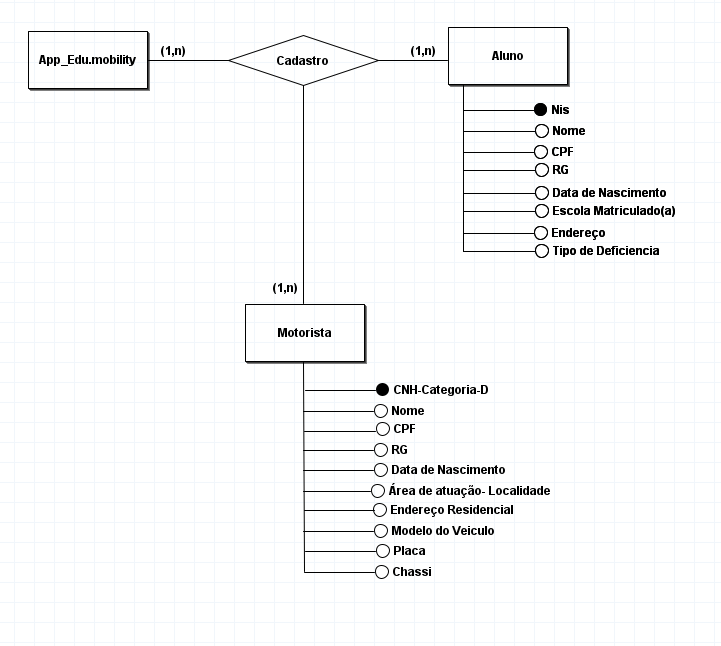 App_Edu.mobility
(1,n)
Cadastro
(1,n)
Aluno
Nis
Nome
CPF
RG
Data de Nascimento
Escola Matriculado(a)
Endereço
Tipo de Deficiencia
(1,n)
Motorista
CNH-Categoria-D
Nome
CPF
RG
Data de Nascimento
Área de atuação- Localidade
Endereço Residencial
Modelo do Veiculo
Placa
Chassi